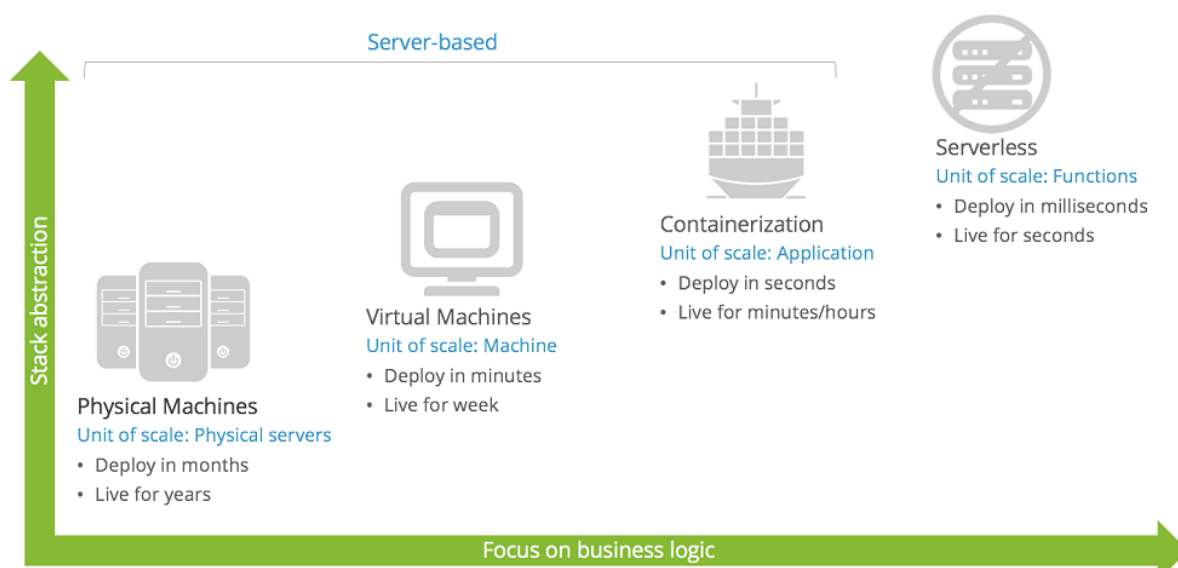 Server-based
Serverless
Unit of scale: Functions
• Deploy in milliseconds
• Live for seconds
Containerization
Unit of scale: Application
• Deploy in seconds
• Live for minutes/hours
Virtual Machines
Unit of scale: Machine
• Deploy in minutes
• Live for week
Physical Machines
Unit of scale: Physical servers
• Deploy in months
• Live for years
Stack abstraction
Focus on business logic